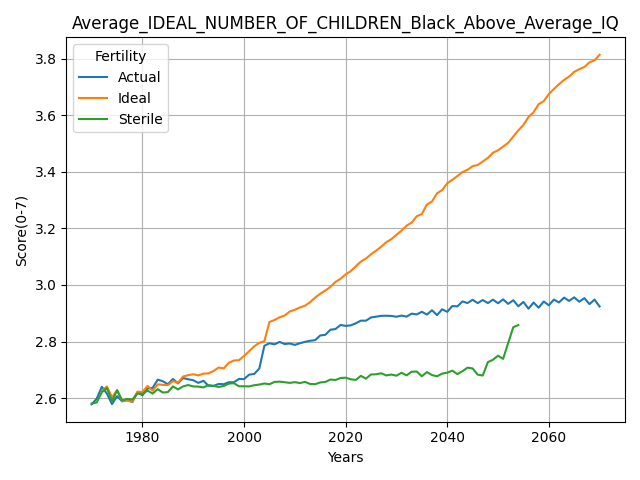 Average_IDEAL_NUMBER_OF_CHILDREN_Black_Above_Average_IQ
Fertility
Actual
Ideal
Sterile
3.8
3.6
3.4
3.2
3.0
2.8
2.6
Score(0-7)
1980
2000
2020
2040
2060
Years